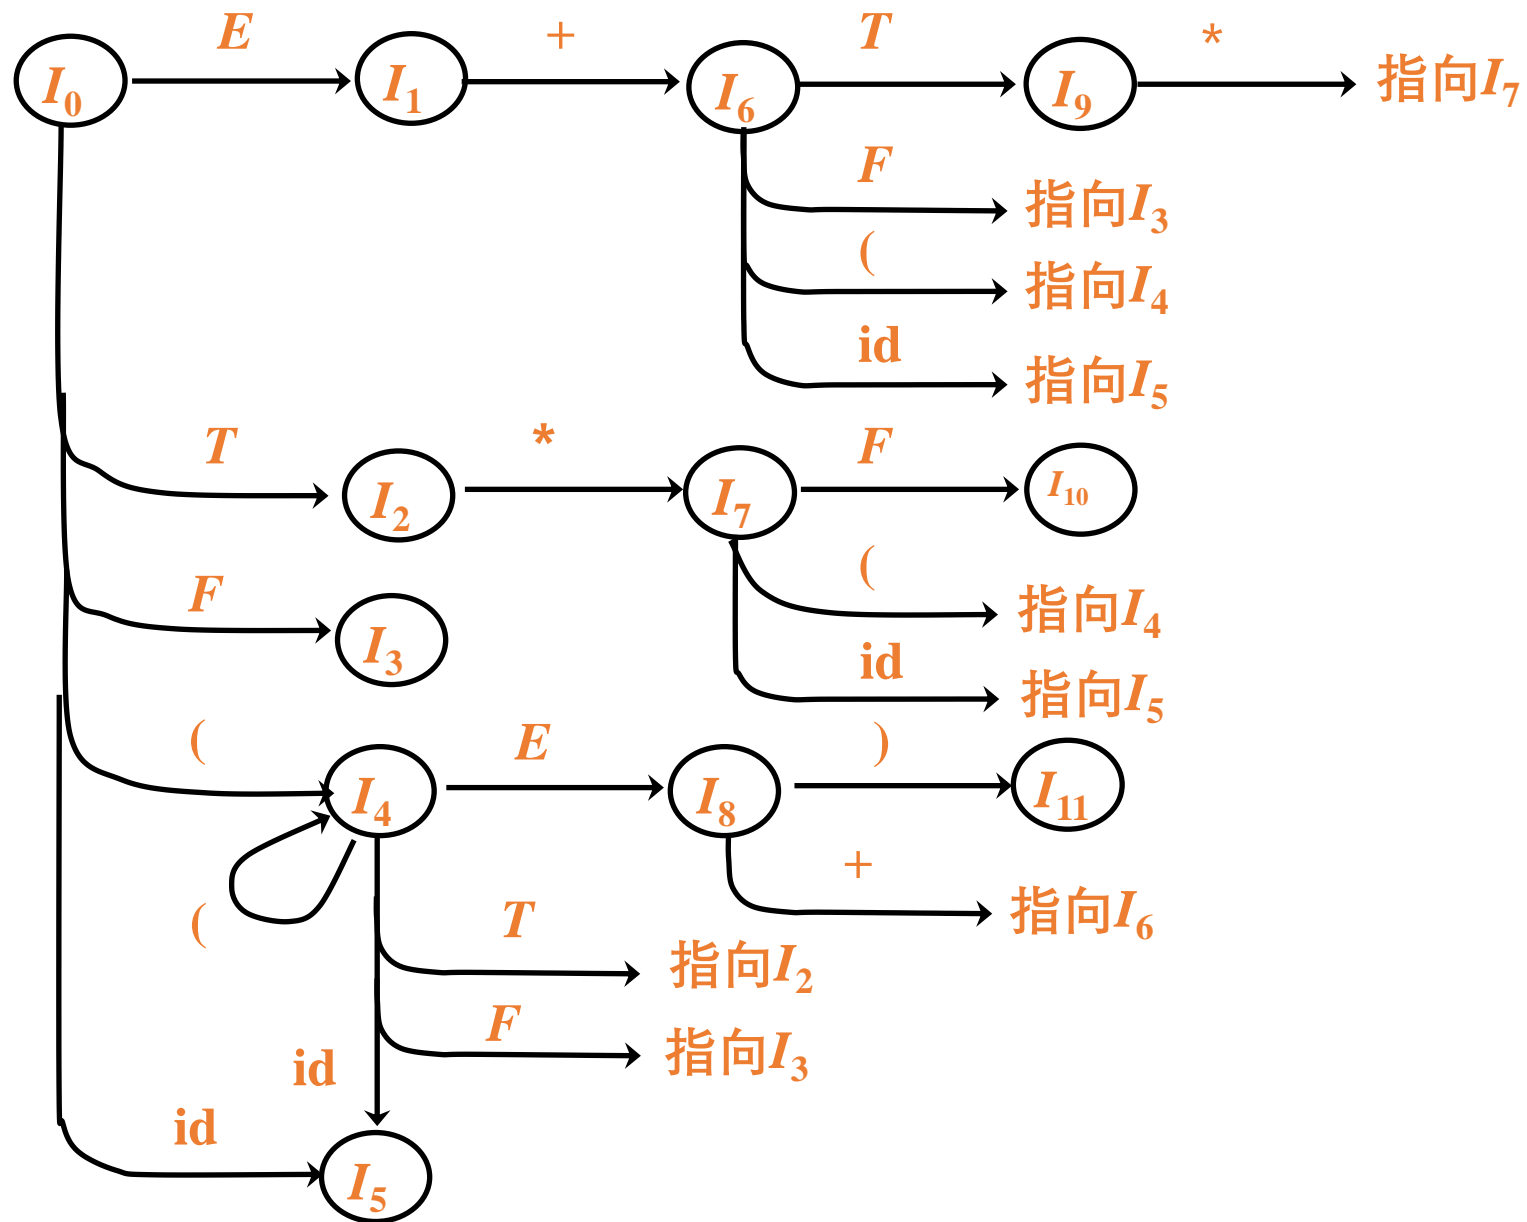 E + T *
I0 I1 I6 I9 指向I7
F
指向I3
(
指向I4
id
指向I5
T * F
I2 I7 I10
(
指向I4
F
I3
id
指向I5
( E )
I4 I8 I11
+
指向I6
( T
指向I2
F
指向I3
id
id
I5